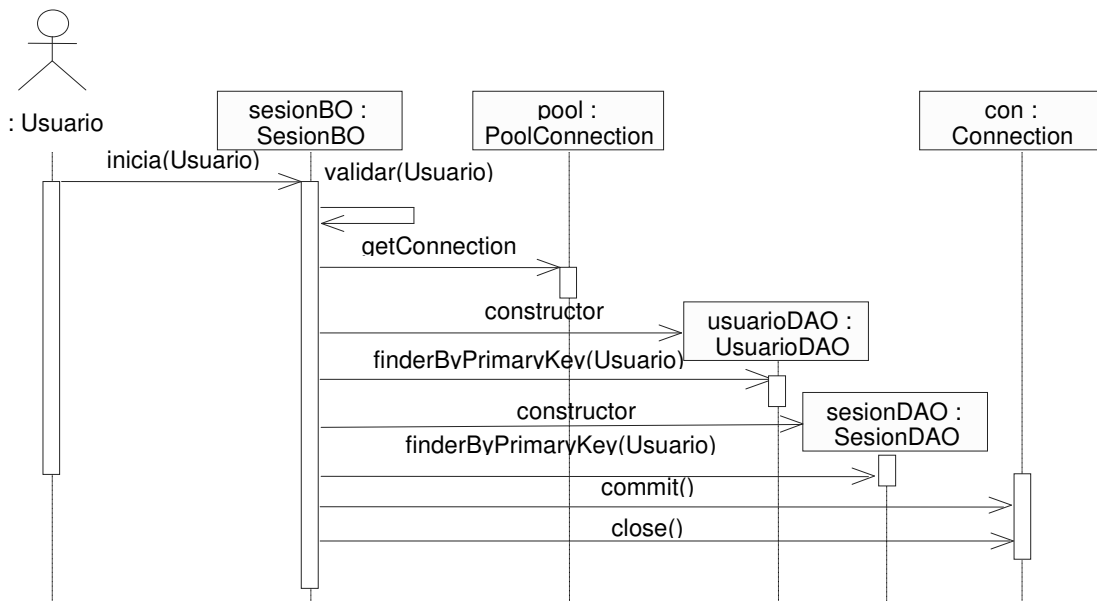 : Usuario
sesionBO :
SesionBO
pool :
PoolConnection
con :
Connection
inicia(Usuario)
validar(Usuario)
getConnection
constructor
usuarioDAO :
UsuarioDAO
finderByPrimaryKey(Usuario)
constructor
sesionDAO :
SesionDAO
finderByPrimaryKey(Usuario)
commit()
close()